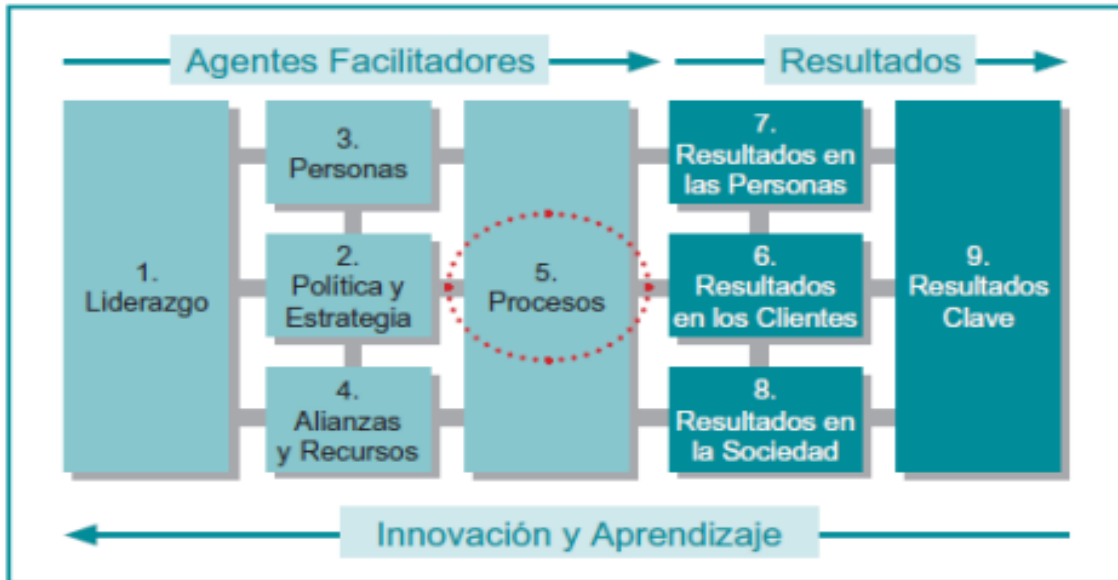 Agentes Facilitadores
Resultados
1.
Liderazgo
3.
Personas
2.
Política y
Estrategia
4.
Alianzas
y Recursos
5.
Procesos
7.
Resultados en
las Personas
6.
Resultados
en los Clientes
8.
Resultados en
la Sociedad
9.
Resultados
Clave
Innovación y Aprendizaje